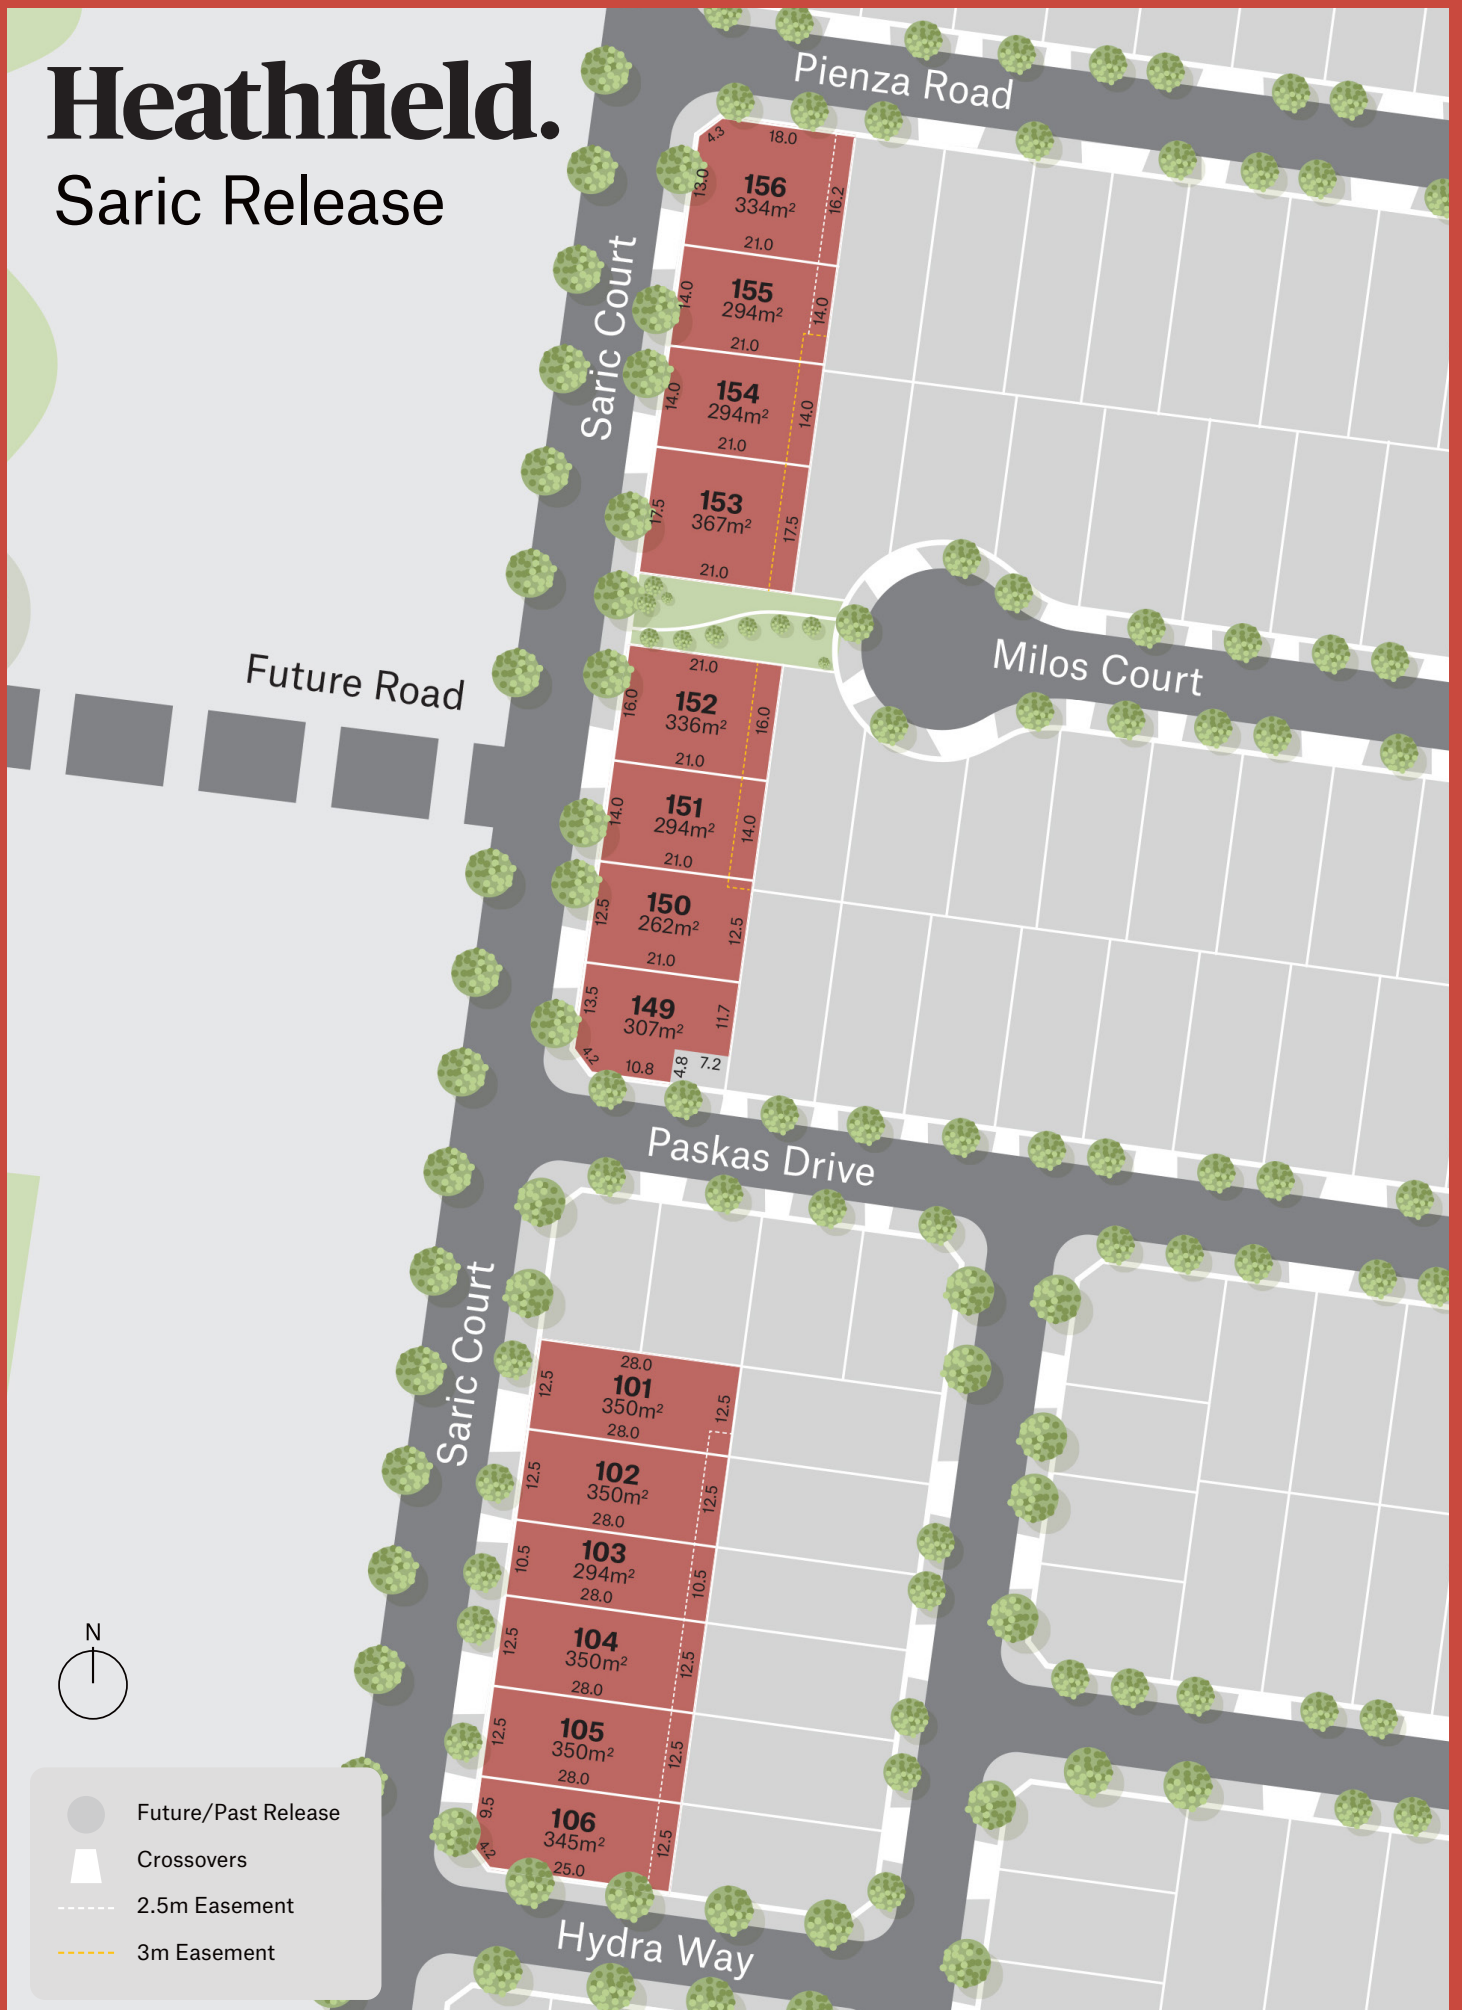 Heathfield.
Saric Release
Pienza Road
Saric Court
4.3
18.0
13.0
156
334m²
16.2
21.0
155
294m²
14.0
14.0
21.0
154
294m²
14.0
14.0
21.0
153
367m²
17.5
17.5
21.0
Milos Court
Future Road
21.0
152
336m²
16.0
16.0
21.0
151
294m²
14.0
14.0
21.0
150
262m²
12.5
12.5
21.0
149
307m²
13.5
11.7
4.2
10.8
4.8
7.2
Paskas Drive
Saric Court
28.0
101
350m²
12.5
12.5
28.0
102
350m²
12.5
12.5
28.0
103
294m²
10.5
10.5
28.0
104
350m²
12.5
12.5
28.0
105
350m²
12.5
12.5
28.0
106
345m²
9.5
12.5
4.2
25.0
Hydra Way
N
Future/Past Release
Crossovers
2.5m Easement
3m Easement